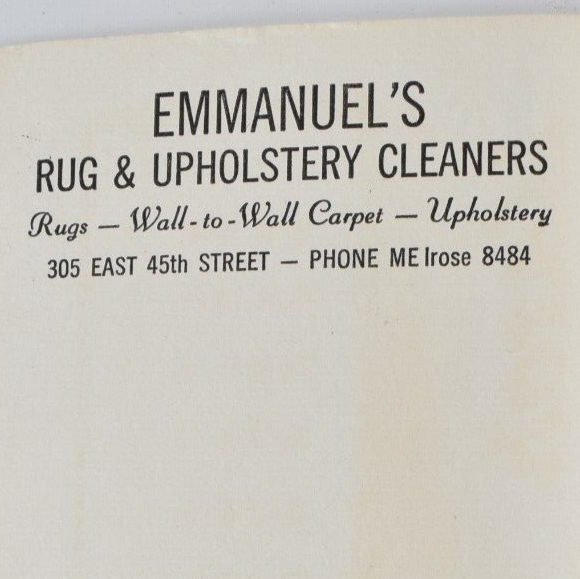 EMMANUEL'S
RUG & UPHOLSTERY CLEANERS
Rugs — Wall-to-Wall Carpet — Upholstery
305 EAST 45th STREET — PHONE MElrose 8484